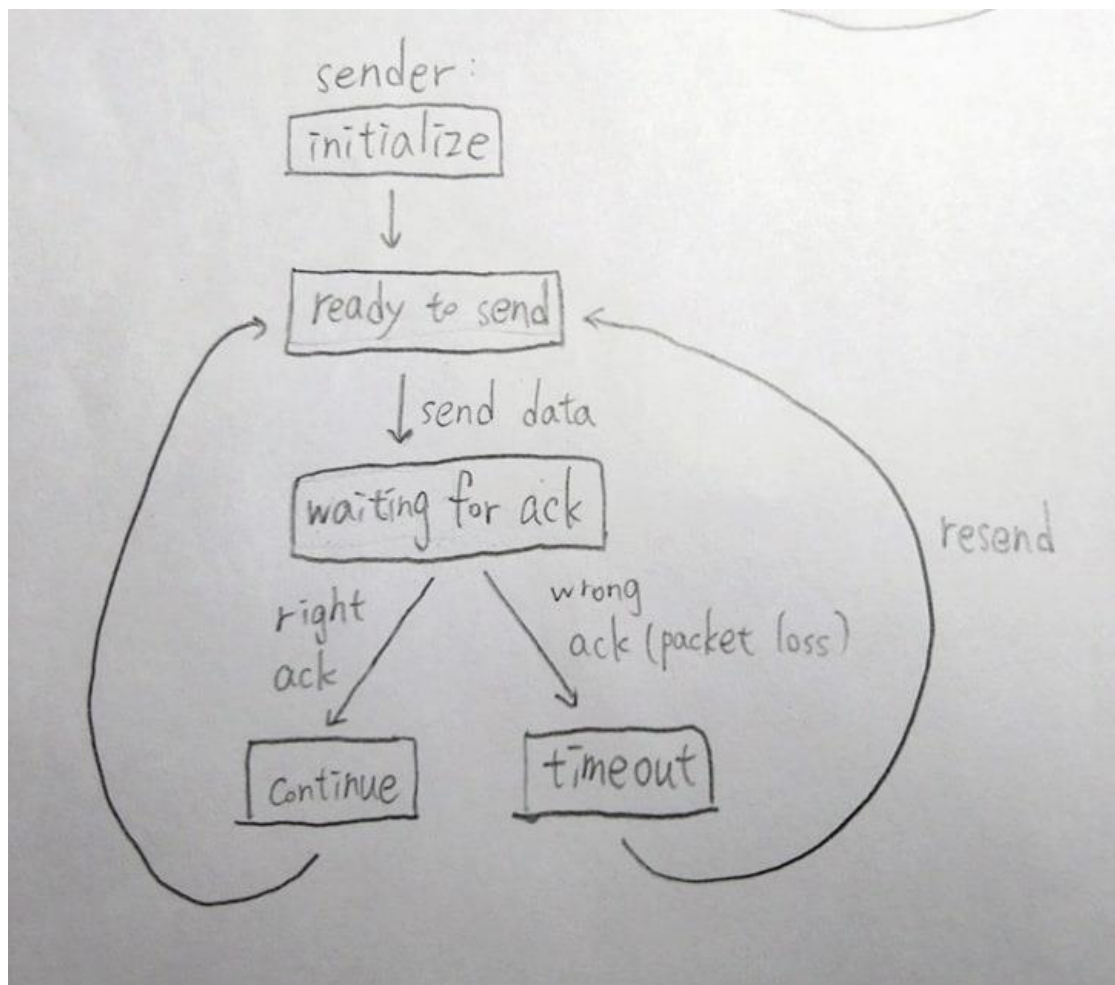 sender:
initialize
ready to send
send data
waiting for ack
right
ack
wrong
ack (packet loss)
resend
continue
timeout